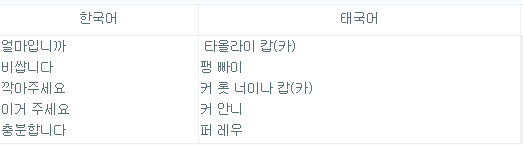 한국어 태국어
얼마입니까 타올라이 캅(카)
비쌉니다 팽 빠이
깍아주세요 커 롯 너이나 캅(카)
이거 주세요 커 안니
충분합니다 퍼 레우